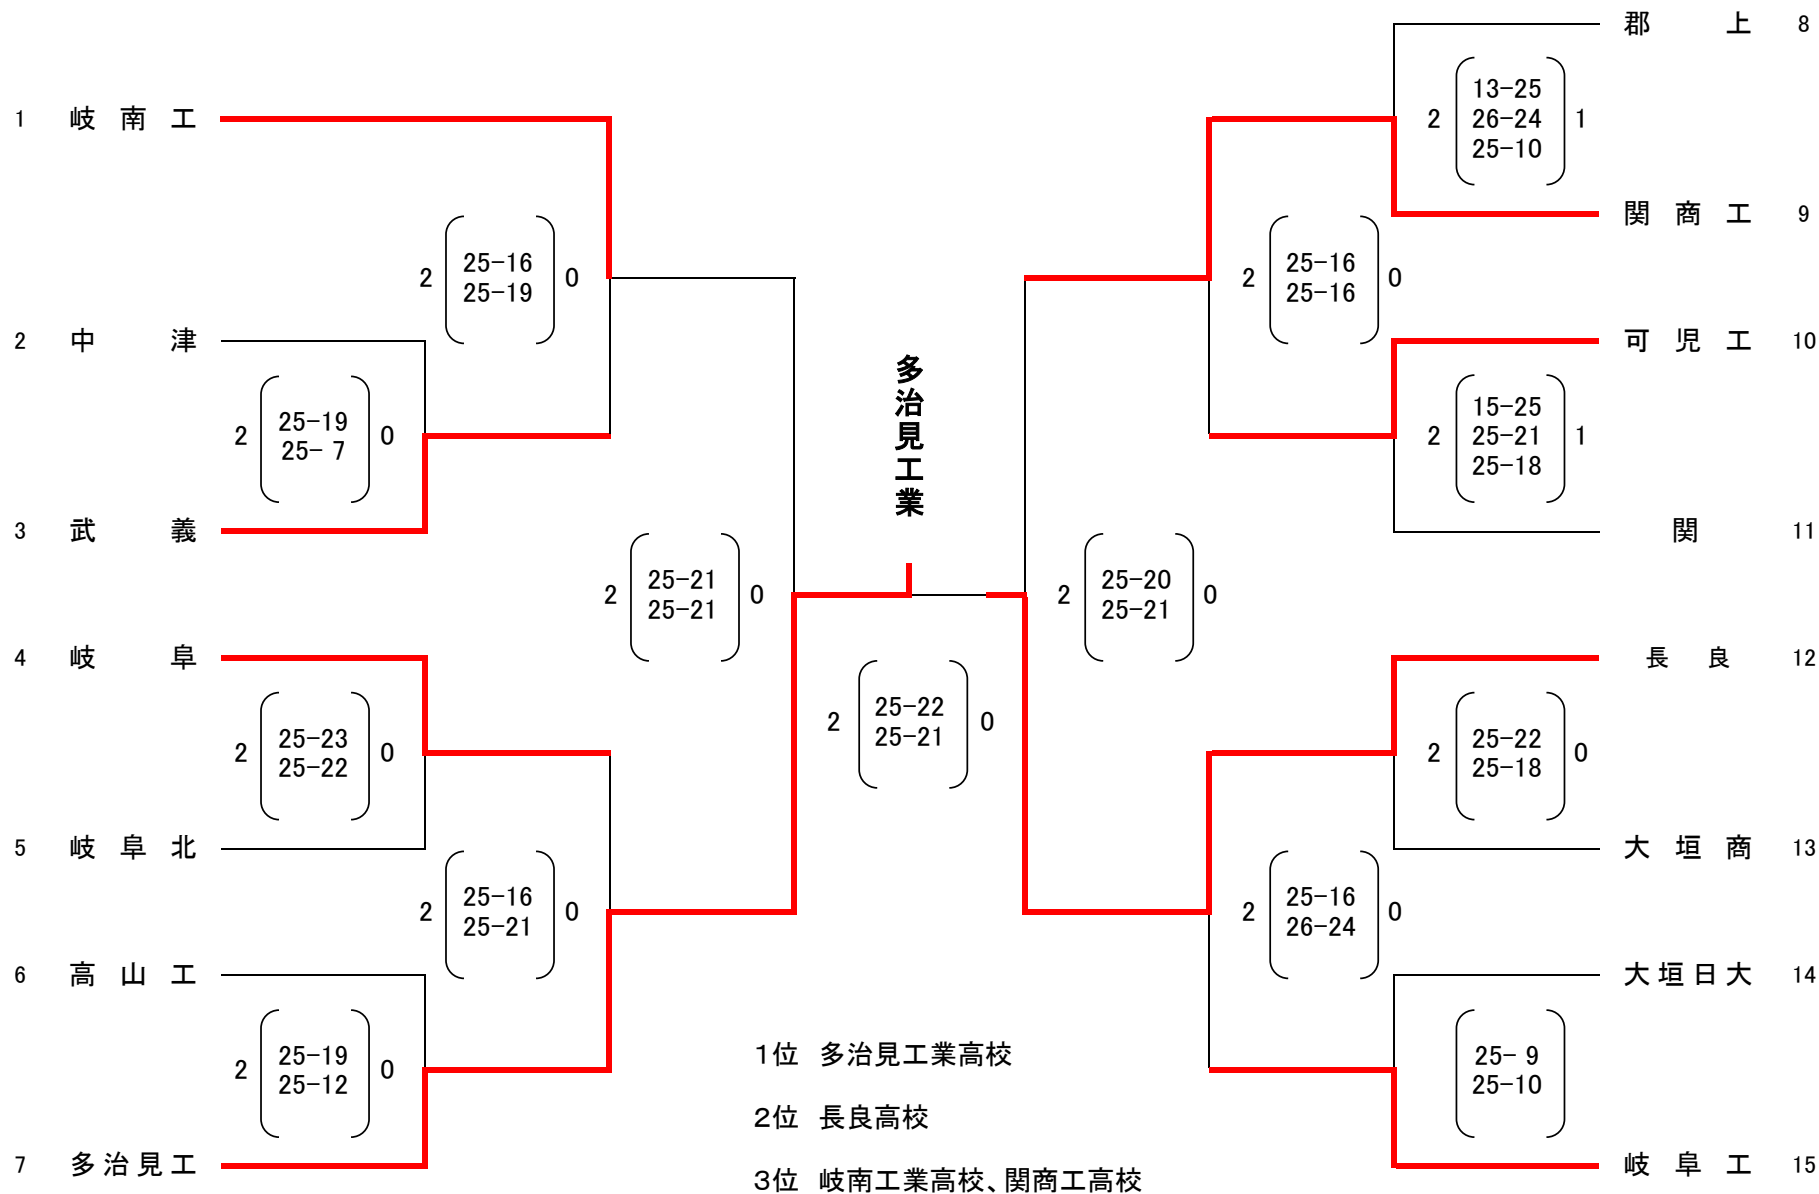 1 岐南工
2 中津
3 武義
4 岐阜
5 岐阜北
6 高山工
7 多治見工
2 25-19 0
25- 7
2 25-23 0
25-22
2 25-19 0
25-12
2 25-16 0
25-19
2 25-16 0
25-21
2 25-21 0
25-21
多治見工業
2 25-22 0
25-21
2 25-20 0
25-21
2 25-16 0
25-16
2 25-16 0
26-24
13-25
2 26-24 1
25-10
15-25
2 25-21 1
25-18
2 25-22 0
25-18
25- 9
25-10
郡上 8
関商工 9
可児工 10
関 11
長良 12
大垣商 13
大垣日大 14
岐阜工 15
1位 多治見工業高校
2位 長良高校
3位 岐南工業高校、関商工高校